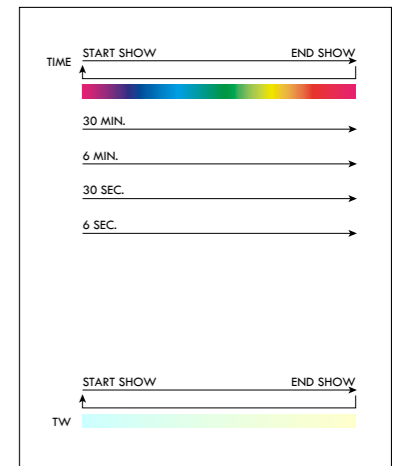 START SHOW END SHOW
TIME
30 MIN.
6 MIN.
30 SEC.
6 SEC.
START SHOW END SHOW
TW